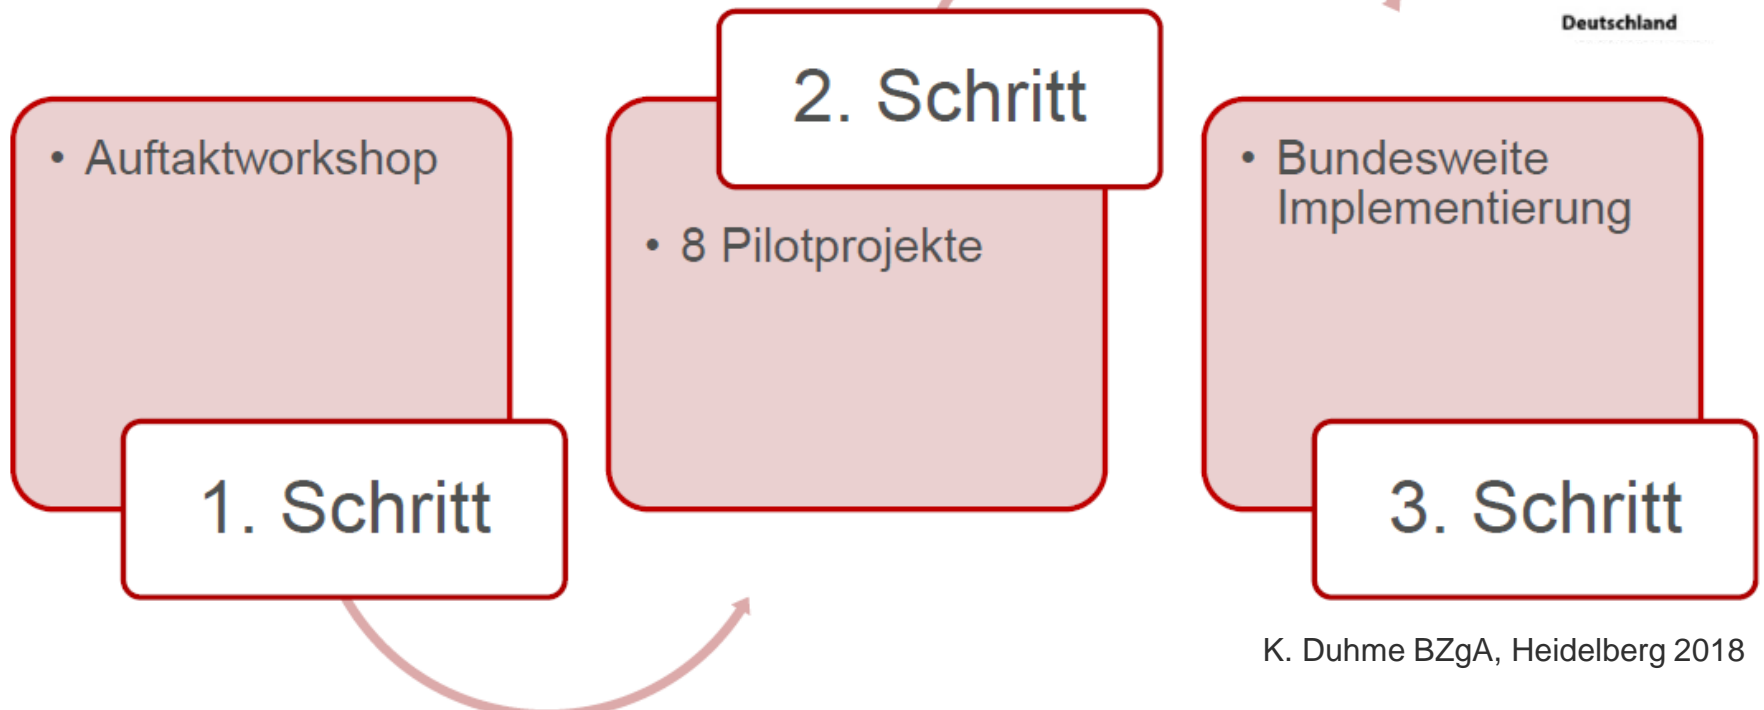 Deutschland
1. Schritt
• Auftaktworkshop
2. Schritt
• 8 Pilotprojekte
3. Schritt
• Bundesweite
Implementierung
K. Duhme BZgA, Heidelberg 2018